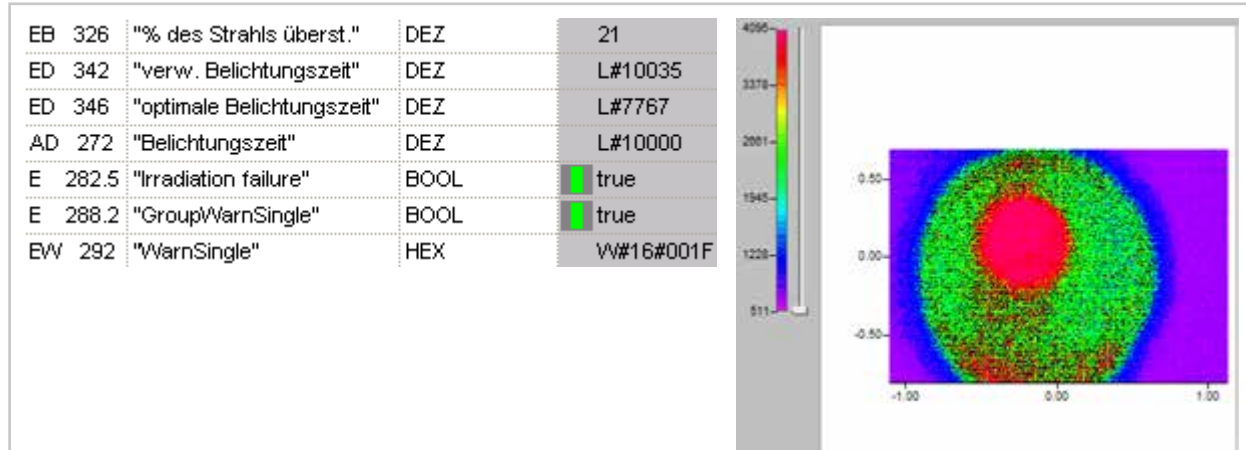 EB 326 "% des Strahls überst." DEZ 21
ED 342 "verw. Belichtungszeit" DEZ L#10035
ED 346 "optimale Belichtungszeit" DEZ L#7767
AD 272 "Belichtungszeit" DEZ L#10000
E 282.5 "Irradiation failure" BOOL true
E 288.2 "GroupWarnSingle" BOOL true
EW 292 "WarnSingle" HEX W#16#001F
4095
3378
2661
1945
1228
511
0.50
0.00
-0.50
-1.00 0.00 1.00